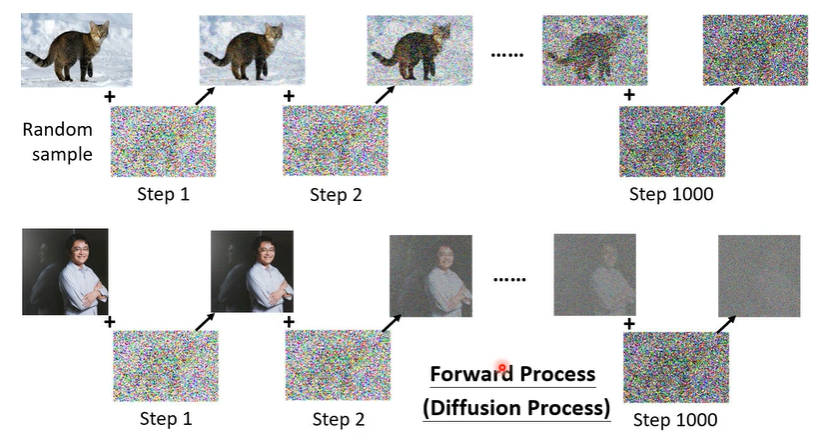 +
+
......
+
Random
sample
Step 1
Step 2
Step 1000
+
+
......
+
Forward Process
(Diffusion Process)
Step 1
Step 2
Step 1000